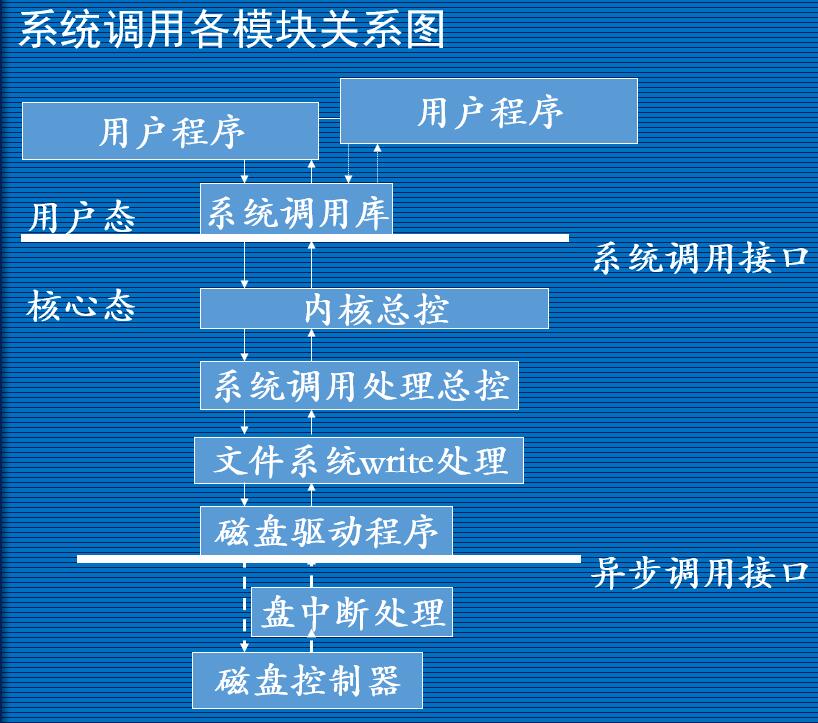 系统调用各模块关系图
用户程序
用户程序
用户态
系统调用库
系统调用接口
核心态
内核总控
系统调用处理总控
文件系统write处理
磁盘驱动程序
异步调用接口
盘中断处理
磁盘控制器